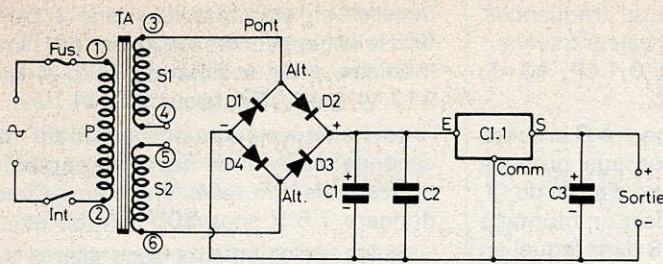 TA
③
Pont
Fus.
①
S1
Alt.
D1
D2
④
P
⑤
−
+
E
CI.1
S
S2
D4
D3
Comm
+
②
Int.
Alt.
+
C1
−
C2
+
C3
−
Sortie
−
⑥